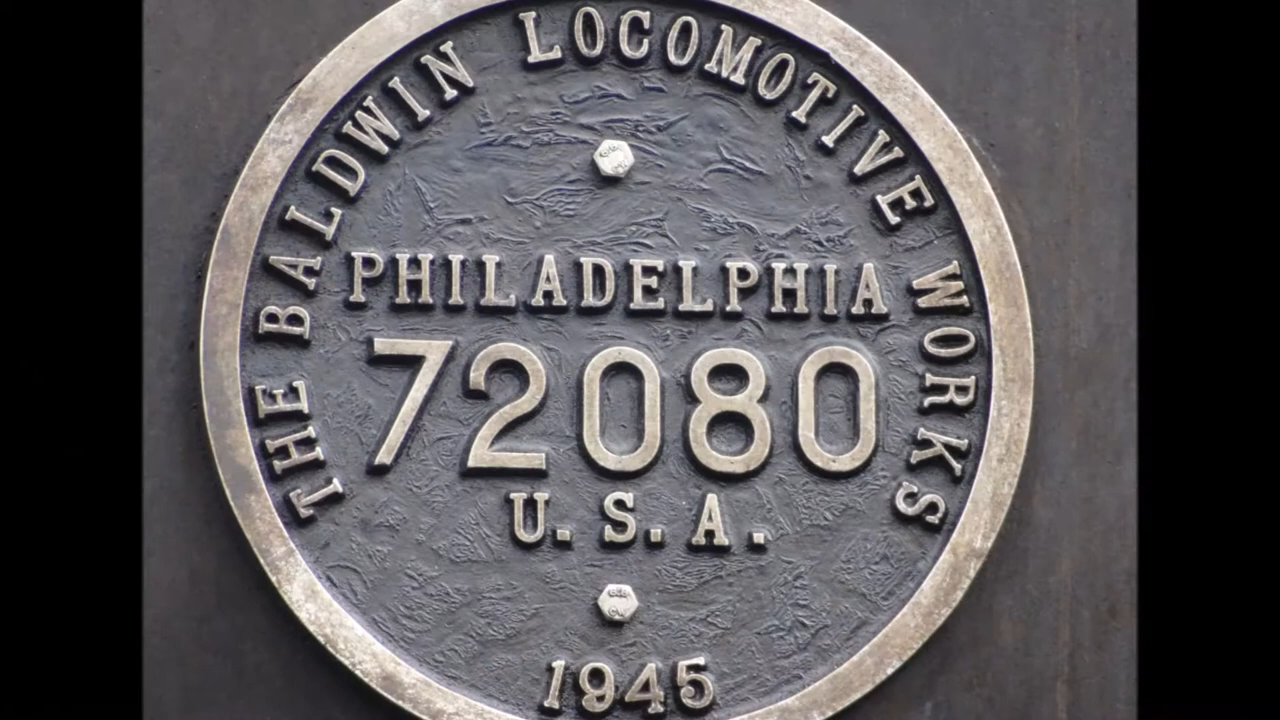 THE BALDWIN LOCOMOTIVE WORKS
PHILADELPHIA
72080
U.S.A.
1945